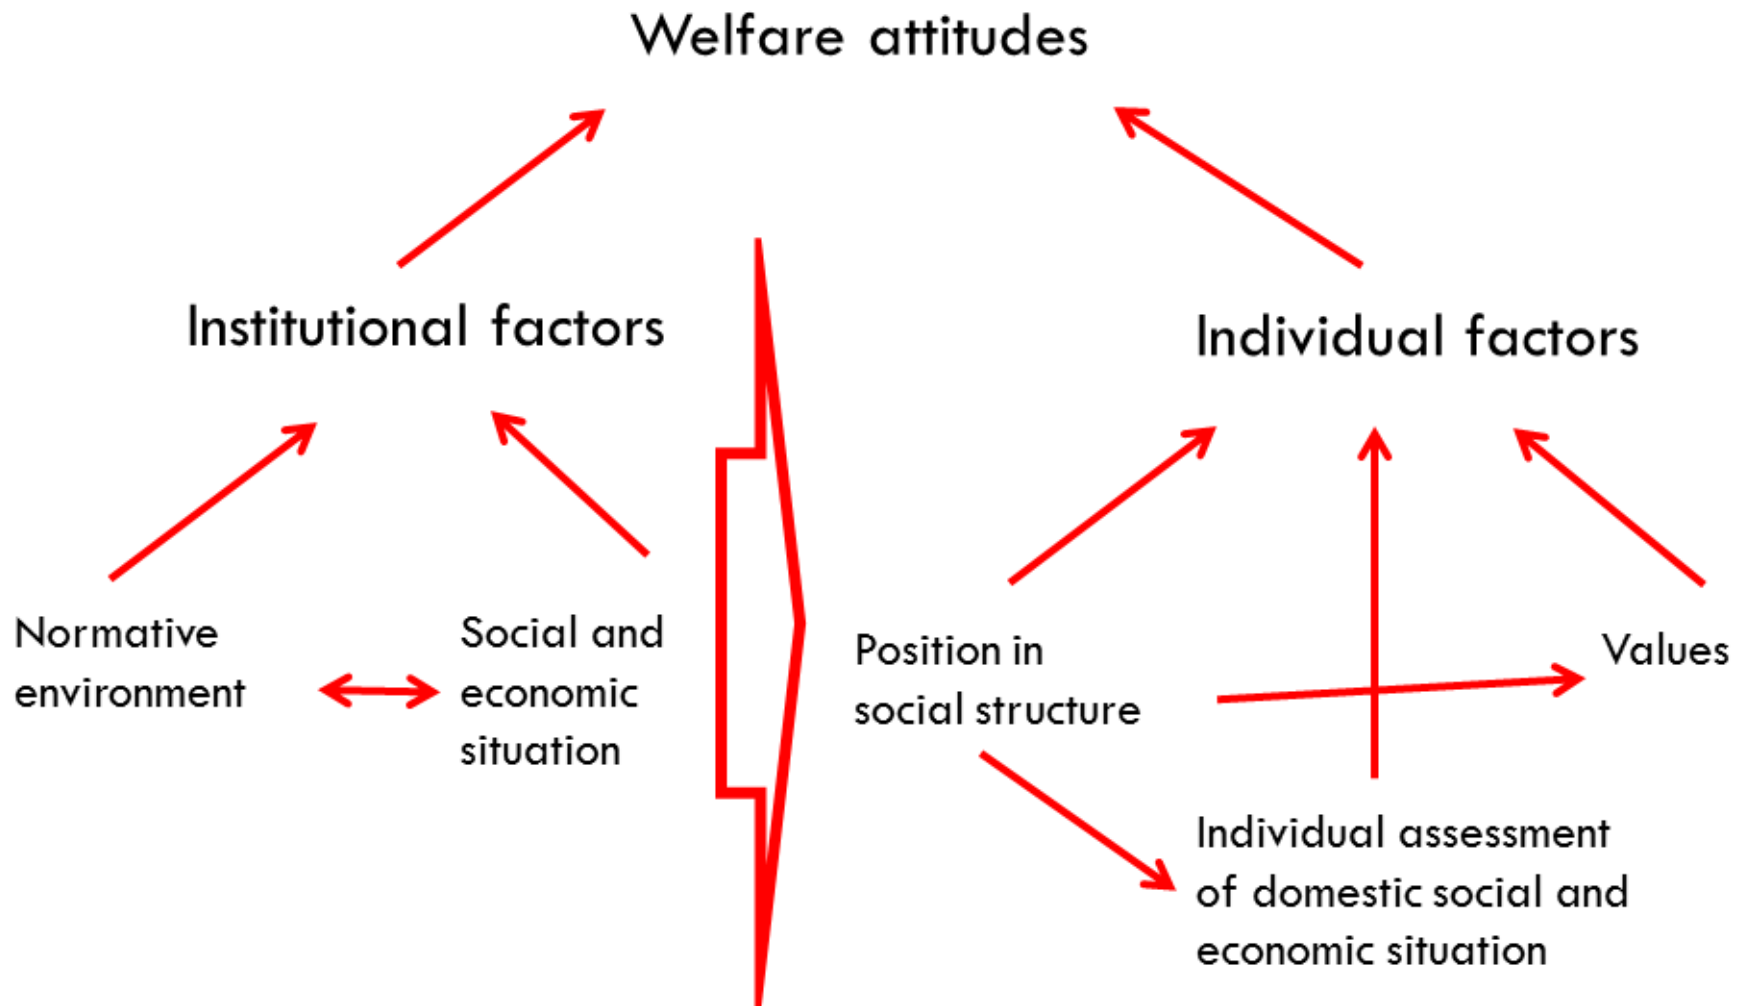 Welfare attitudes
Institutional factors
Individual factors
Normative
environment
Social and
economic
situation
Position in
social structure
Values
Individual assessment
of domestic social and
economic situation